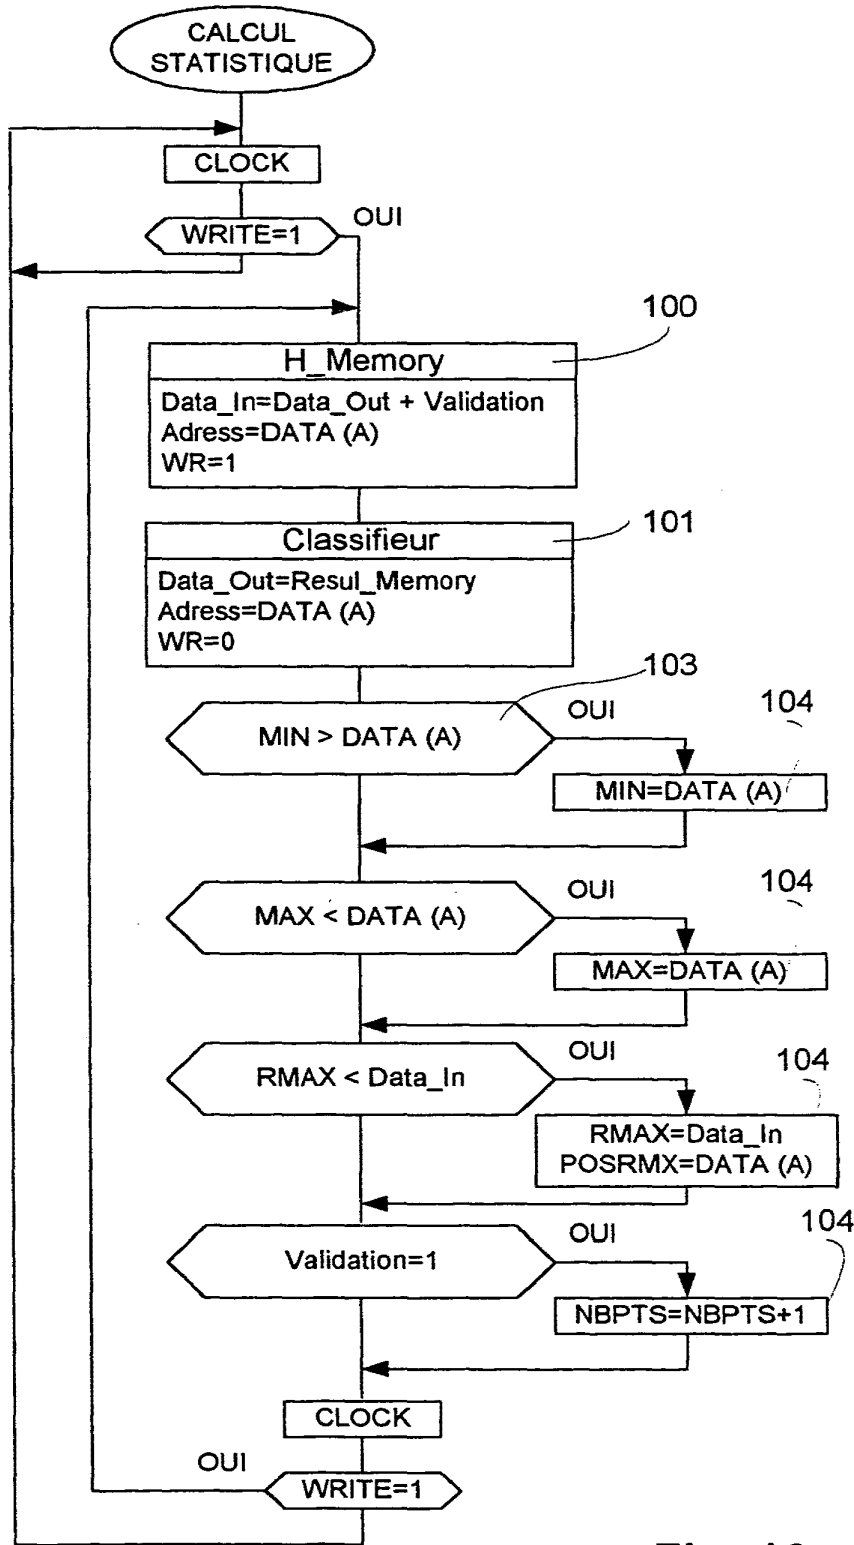 CALCUL
STATISTIQUE
CLOCK
WRITE=1
OUI
100
H_Memory
Data_In=Data_Out + Validation
Adress=DATA (A)
WR=1
101
Classifieur
Data_Out=Resul_Memory
Adress=DATA (A)
WR=0
103
MIN > DATA (A)
OUI
104
MIN=DATA (A)
MAX < DATA (A)
OUI
104
MAX=DATA (A)
RMAX < Data_In
OUI
104
RMAX=Data_In
POSRMX=DATA (A)
Validation=1
OUI
104
NBPTS=NBPTS+1
CLOCK
OUI
WRITE=1